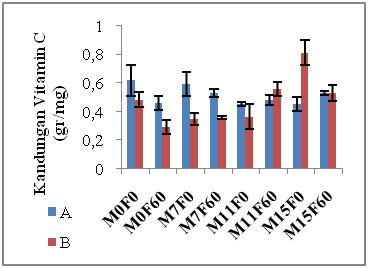 Kandungan Vitamin C
(gr/mg)
1
0,8
0,6
0,4
0,2
0
M0F0
M0F60
M7F0
M7F60
M11F0
M11F60
M15F0
M15F60
A
B